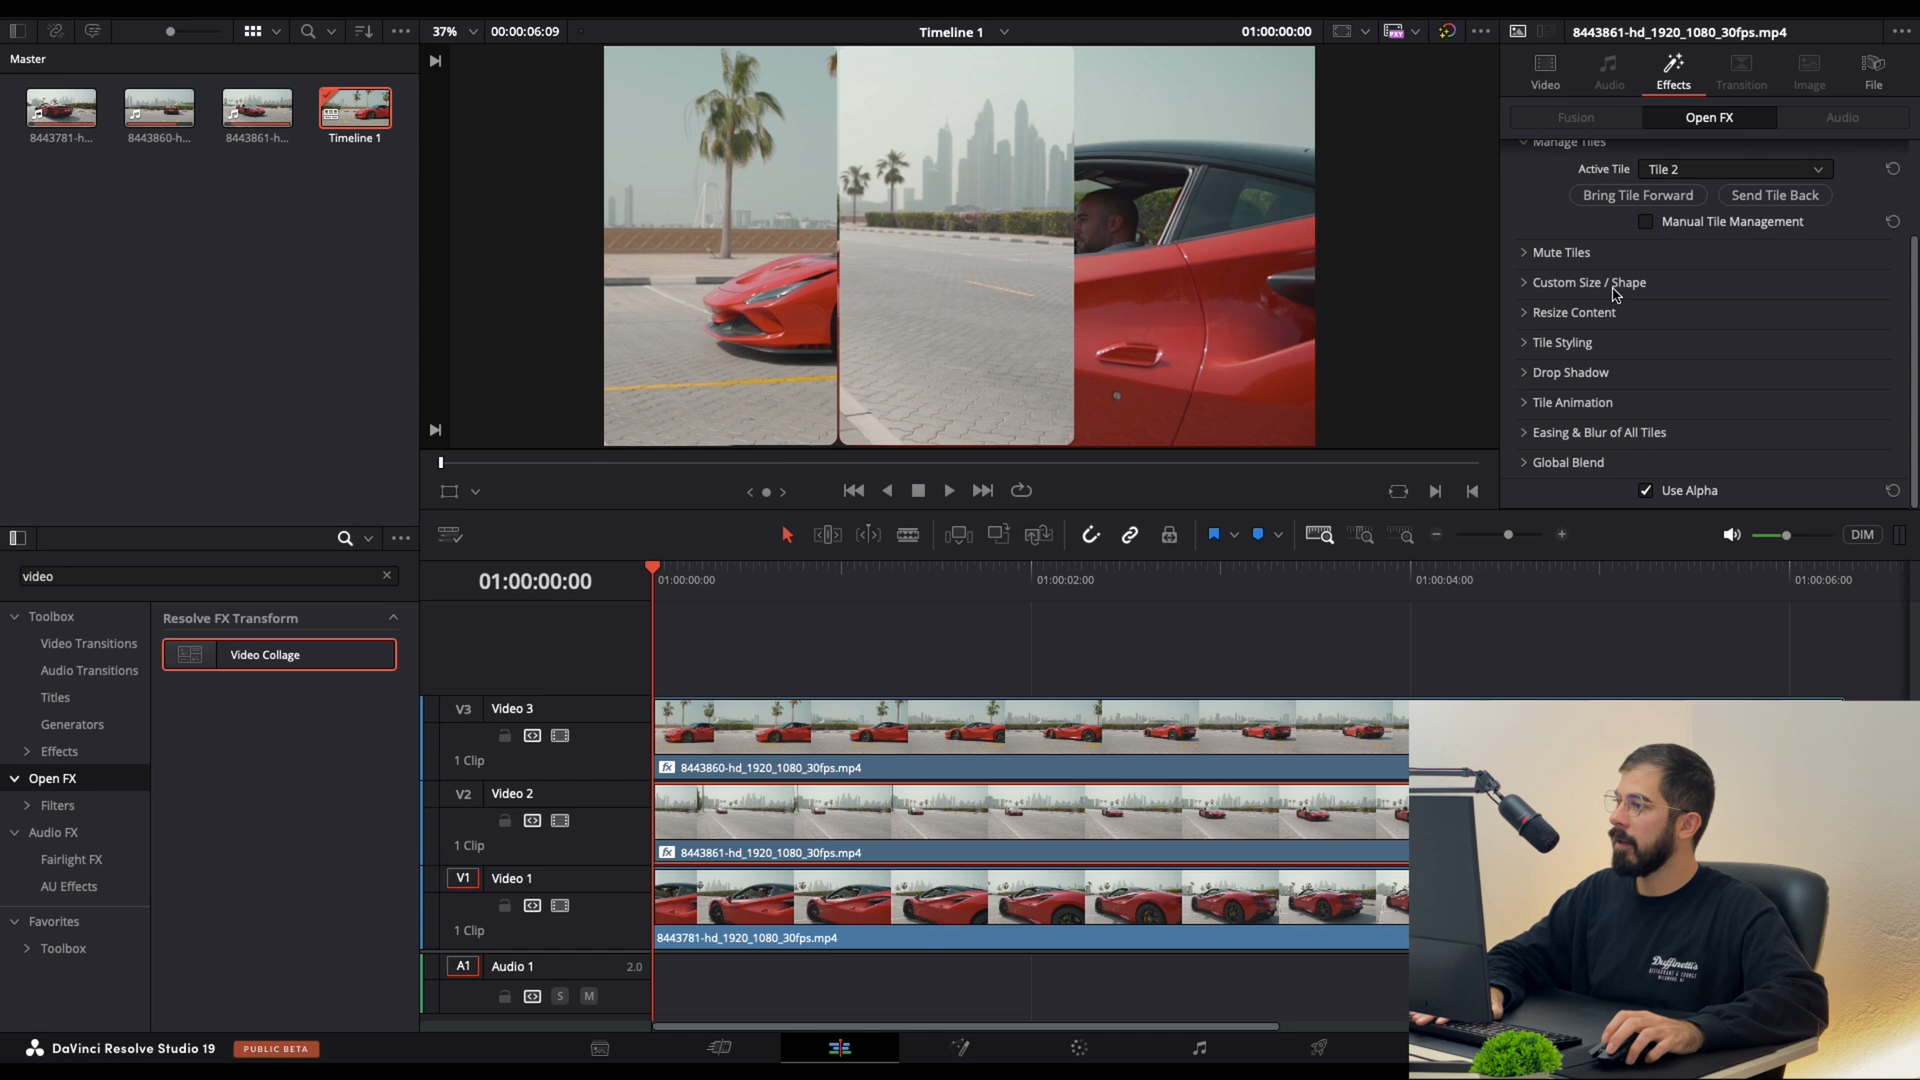 37%
00:00:06:09
Timeline 1
01:00:00:00
8443861-hd_1920_1080_30fps.mp4
Master
8443781-h...
8443860-h...
8443861-h...
Timeline 1
PXY
Video
Audio
Effects
Transition
Image
File
Fusion
Open FX
Audio
Manage Tiles
Active Tile
Tile 2
Bring Tile Forward
Send Tile Back
Manual Tile Management
Mute Tiles
Custom Size / Shape
Resize Content
Tile Styling
Drop Shadow
Tile Animation
Easing & Blur of All Tiles
Global Blend
Use Alpha
DIM
video
Toolbox
Video Transitions
Audio Transitions
Titles
Generators
Effects
Open FX
Filters
Audio FX
Fairlight FX
AU Effects
Favorites
Toolbox
Resolve FX Transform
Video Collage
01:00:00:00
01:00:00:00
01:00:02:00
01:00:04:00
01:00:06:00
V3
Video 3
1 Clip
fx 8443860-hd_1920_1080_30fps.mp4
V2
Video 2
1 Clip
fx 8443861-hd_1920_1080_30fps.mp4
V1
Video 1
1 Clip
8443781-hd_1920_1080_30fps.mp4
A1
Audio 1
2.0
S
M
Duffinetti's
RESTAURANT & LOUNGE
DaVinci Resolve Studio 19
PUBLIC BETA